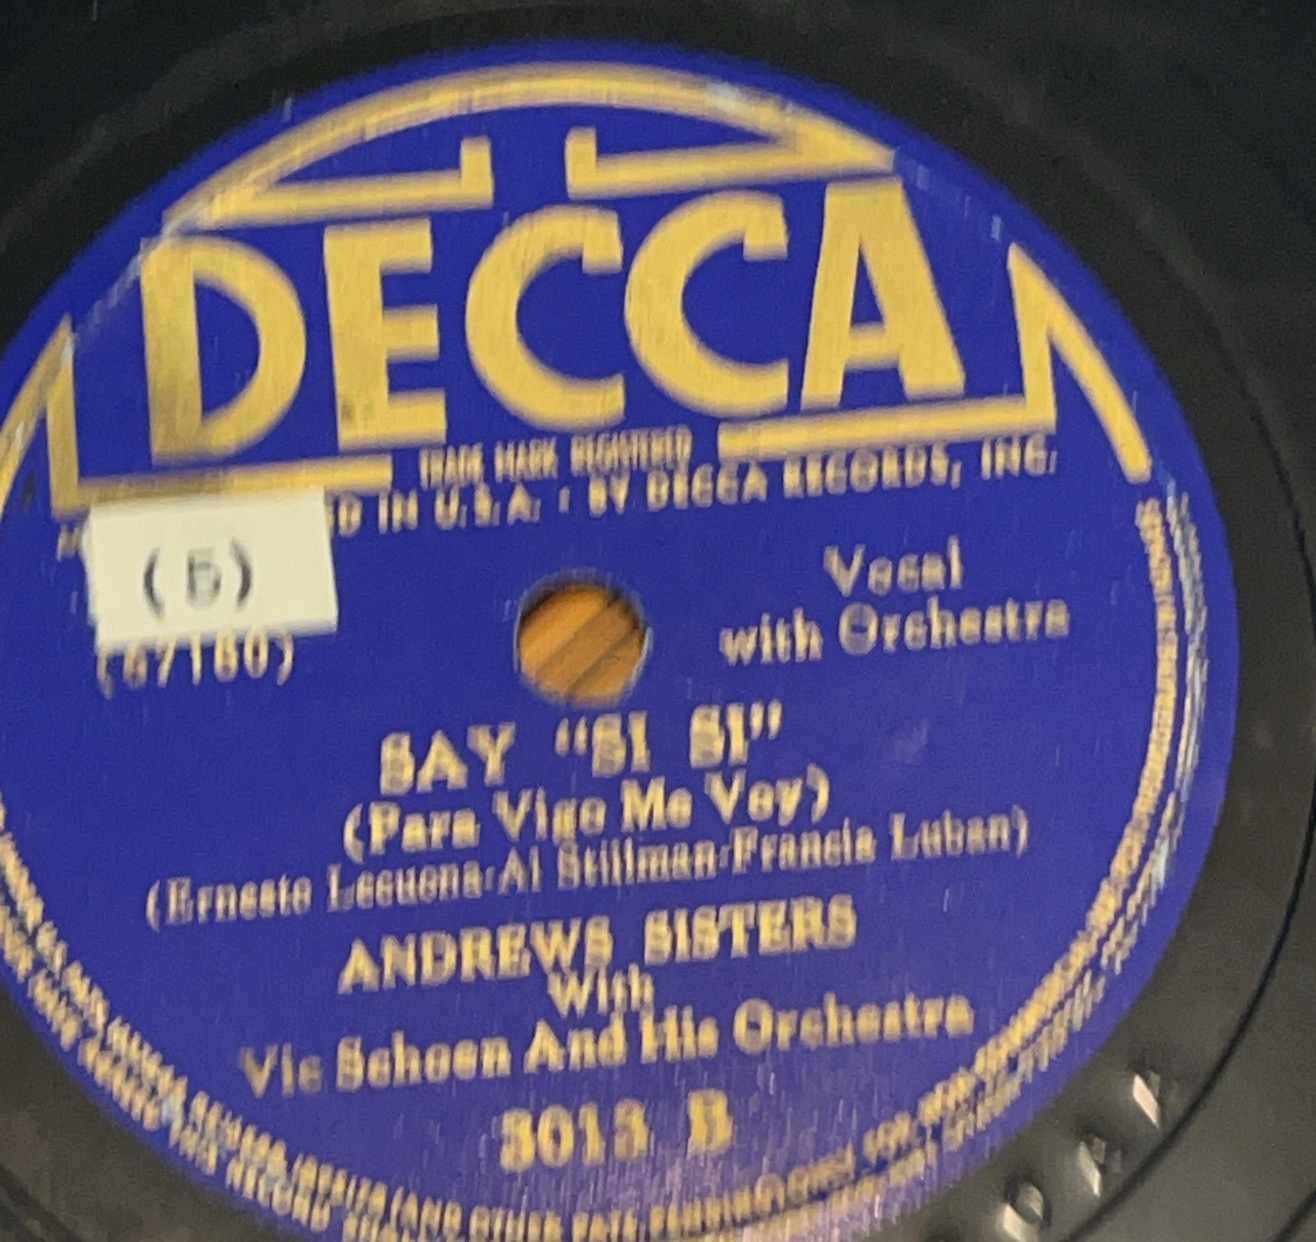 DECCA
TRADE MARK REGISTERED
D IN U.S.A. BY DECCA RECORDS, INC.
(B)
(67160)
Vocal
with Orchestra
SAY "SI SI"
(Para Vigo Me Voy)
(Ernesto Lecuona-Al Stillman-Francia Luban)
ANDREWS SISTERS
With
Vic Schoen And His Orchestra
3013 B